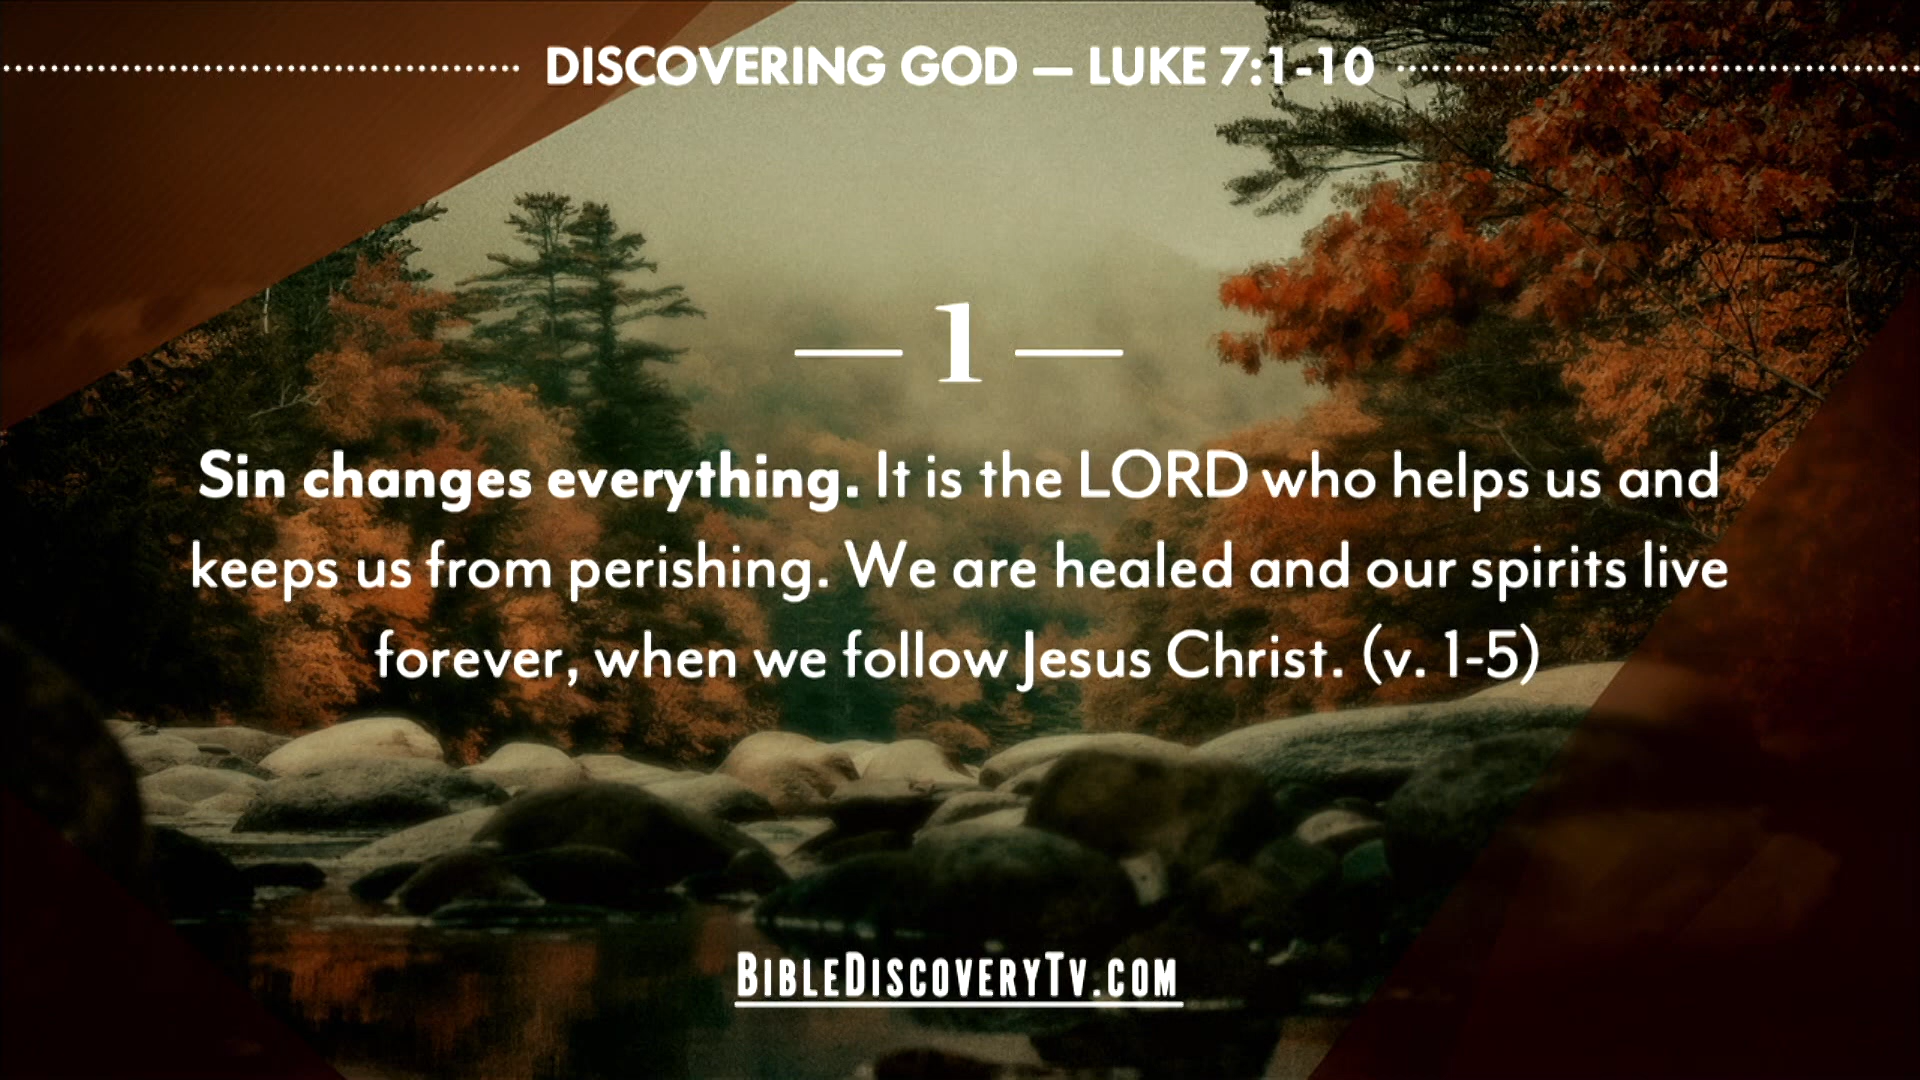 DISCOVERING GOD — LUKE 7:1-10
— 1 —
Sin changes everything. It is the LORD who helps us and
keeps us from perishing. We are healed and our spirits live
forever, when we follow Jesus Christ. (v. 1-5)
BIBLEDISCOVERYTV.COM